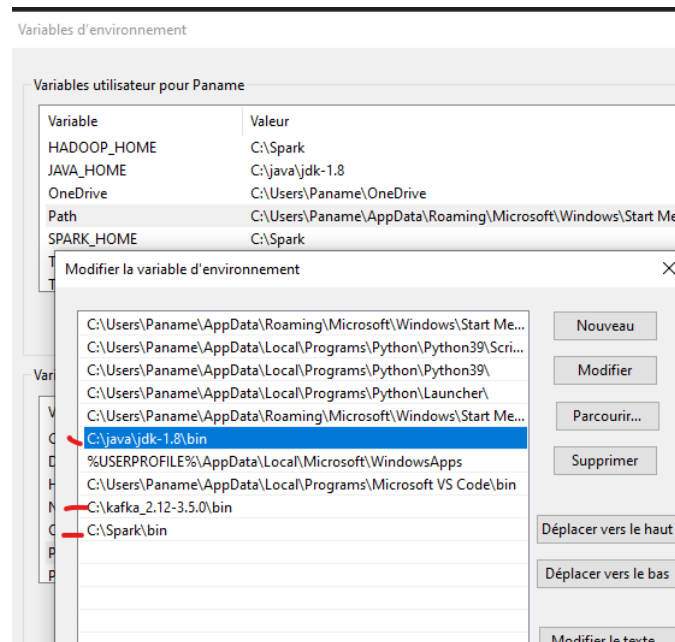 Variables d'environnement
Variables utilisateur pour Paname
Variable Valeur
HADOOP_HOME C:\Spark
JAVA_HOME C:\java\jdk-1.8
OneDrive C:\Users\Paname\OneDrive
Path C:\Users\Paname\AppData\Roaming\Microsoft\Windows\Start Me
SPARK_HOME C:\Spark
Modifier la variable d'environnement
C:\Users\Paname\AppData\Roaming\Microsoft\Windows\Start Me...
C:\Users\Paname\AppData\Local\Programs\Python\Python39\Scri...
C:\Users\Paname\AppData\Local\Programs\Python\Python39\
C:\Users\Paname\AppData\Local\Programs\Python\Launcher\
C:\Users\Paname\AppData\Roaming\Microsoft\Windows\Start Me...
C:\java\jdk-1.8\bin
%USERPROFILE%\AppData\Local\Microsoft\WindowsApps
C:\Users\Paname\AppData\Local\Programs\Microsoft VS Code\bin
C:\kafka_2.12-3.5.0\bin
C:\Spark\bin
Nouveau
Modifier
Parcourir...
Supprimer
Déplacer vers le haut
Déplacer vers le bas
Modifier le texte...